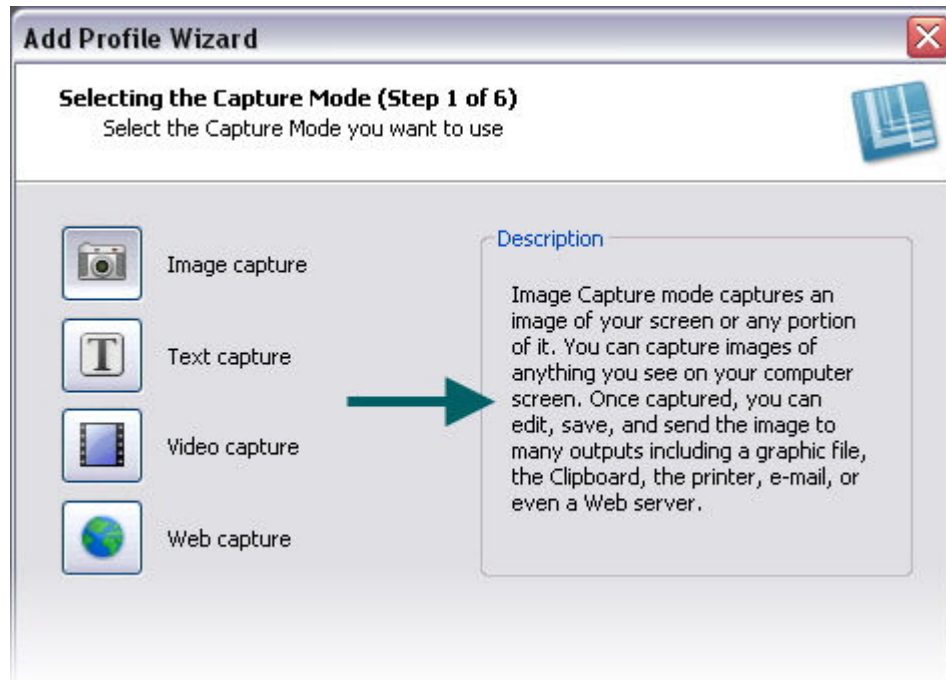 Add Profile Wizard
Selecting the Capture Mode (Step 1 of 6)
Select the Capture Mode you want to use
Image capture
Text capture
Video capture
Web capture
Description
Image Capture mode captures an
image of your screen or any portion
of it. You can capture images of
anything you see on your computer
screen. Once captured, you can
edit, save, and send the image to
many outputs including a graphic file,
the Clipboard, the printer, e-mail, or
even a Web server.